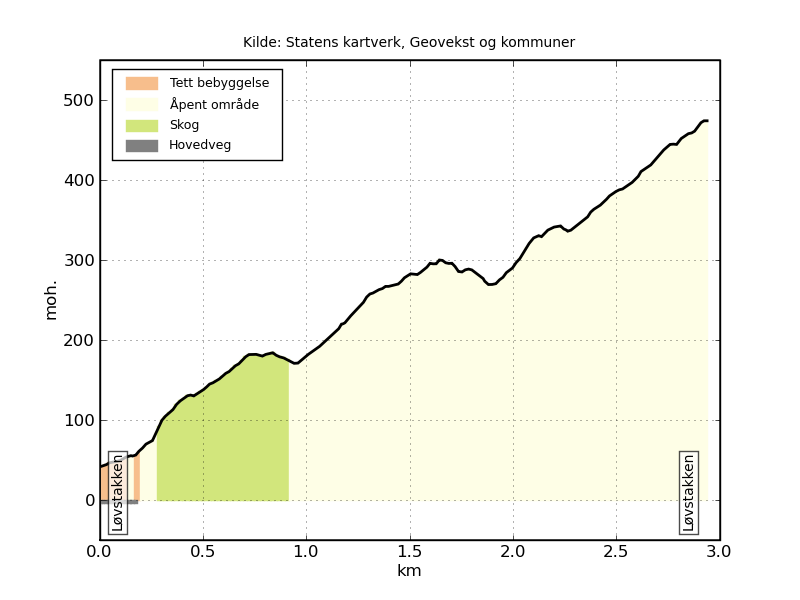 Kilde: Statens kartverk, Geovekst og kommuner
Tett bebyggelse
Åpent område
Skog
Hovedveg
500
400
300
200
100
0
moh.
Løvstakken
Løvstakken
0.0 0.5 1.0 1.5 2.0 2.5 3.0
km